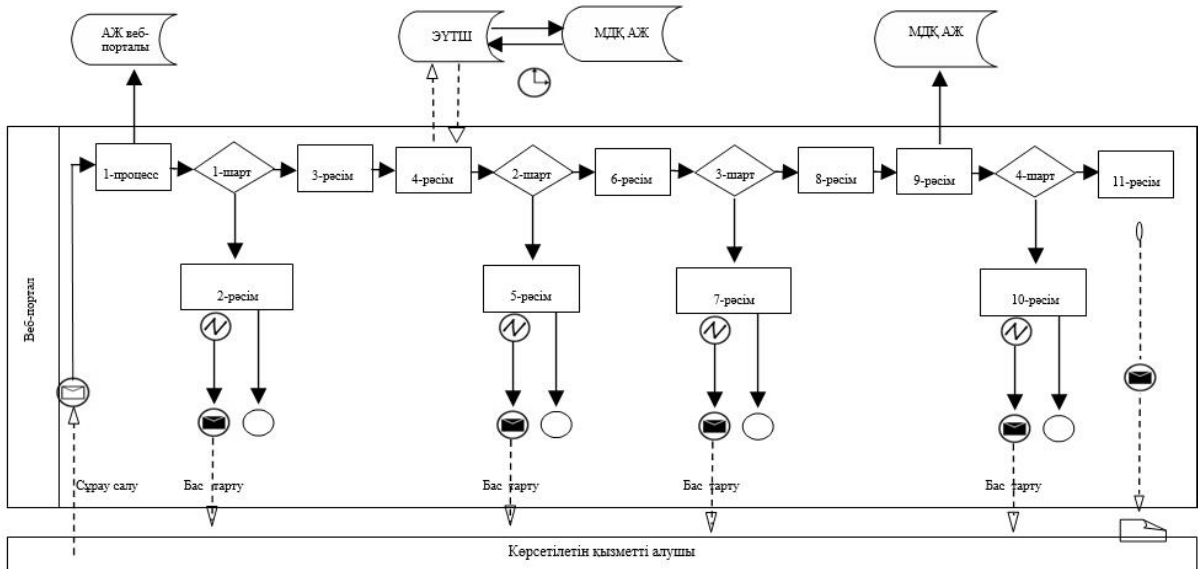 АЖ веб-
порталы
ЭҮТШ
МДҚ АЖ
МДҚ АЖ
1-процесс
1-шарт
3-рәсім
4-рәсім
2-шарт
6-рәсім
3-шарт
8-рәсім
9-рәсім
4-шарт
11-рәсім
2-рәсім
5-рәсім
7-рәсім
10-рәсім
Веб-портал
Сұрау салу
Бас тарту
Бас тарту
Бас тарту
Бас тарту
Көрсетілетін қызметті алушы